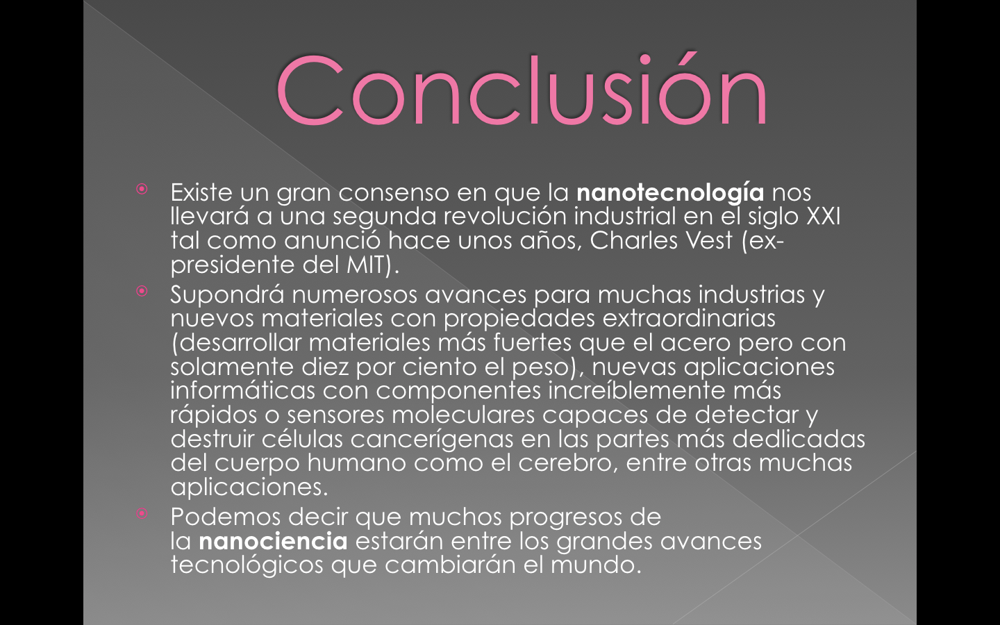 Conclusión
Existe un gran consenso en que la nanotecnología nos
llevará a una segunda revolución industrial en el siglo XXI
tal como anunció hace unos años, Charles Vest (ex-
presidente del MIT).
Supondrá numerosos avances para muchas industrias y
nuevos materiales con propiedades extraordinarias
(desarrollar materiales más fuertes que el acero pero con
solamente diez por ciento el peso), nuevas aplicaciones
informáticas con componentes increíblemente más
rápidos o sensores moleculares capaces de detectar y
destruir células cancerígenas en las partes más dedlicadas
del cuerpo humano como el cerebro, entre otras muchas
aplicaciones.
Podemos decir que muchos progresos de
la nanociencia estarán entre los grandes avances
tecnológicos que cambiarán el mundo.